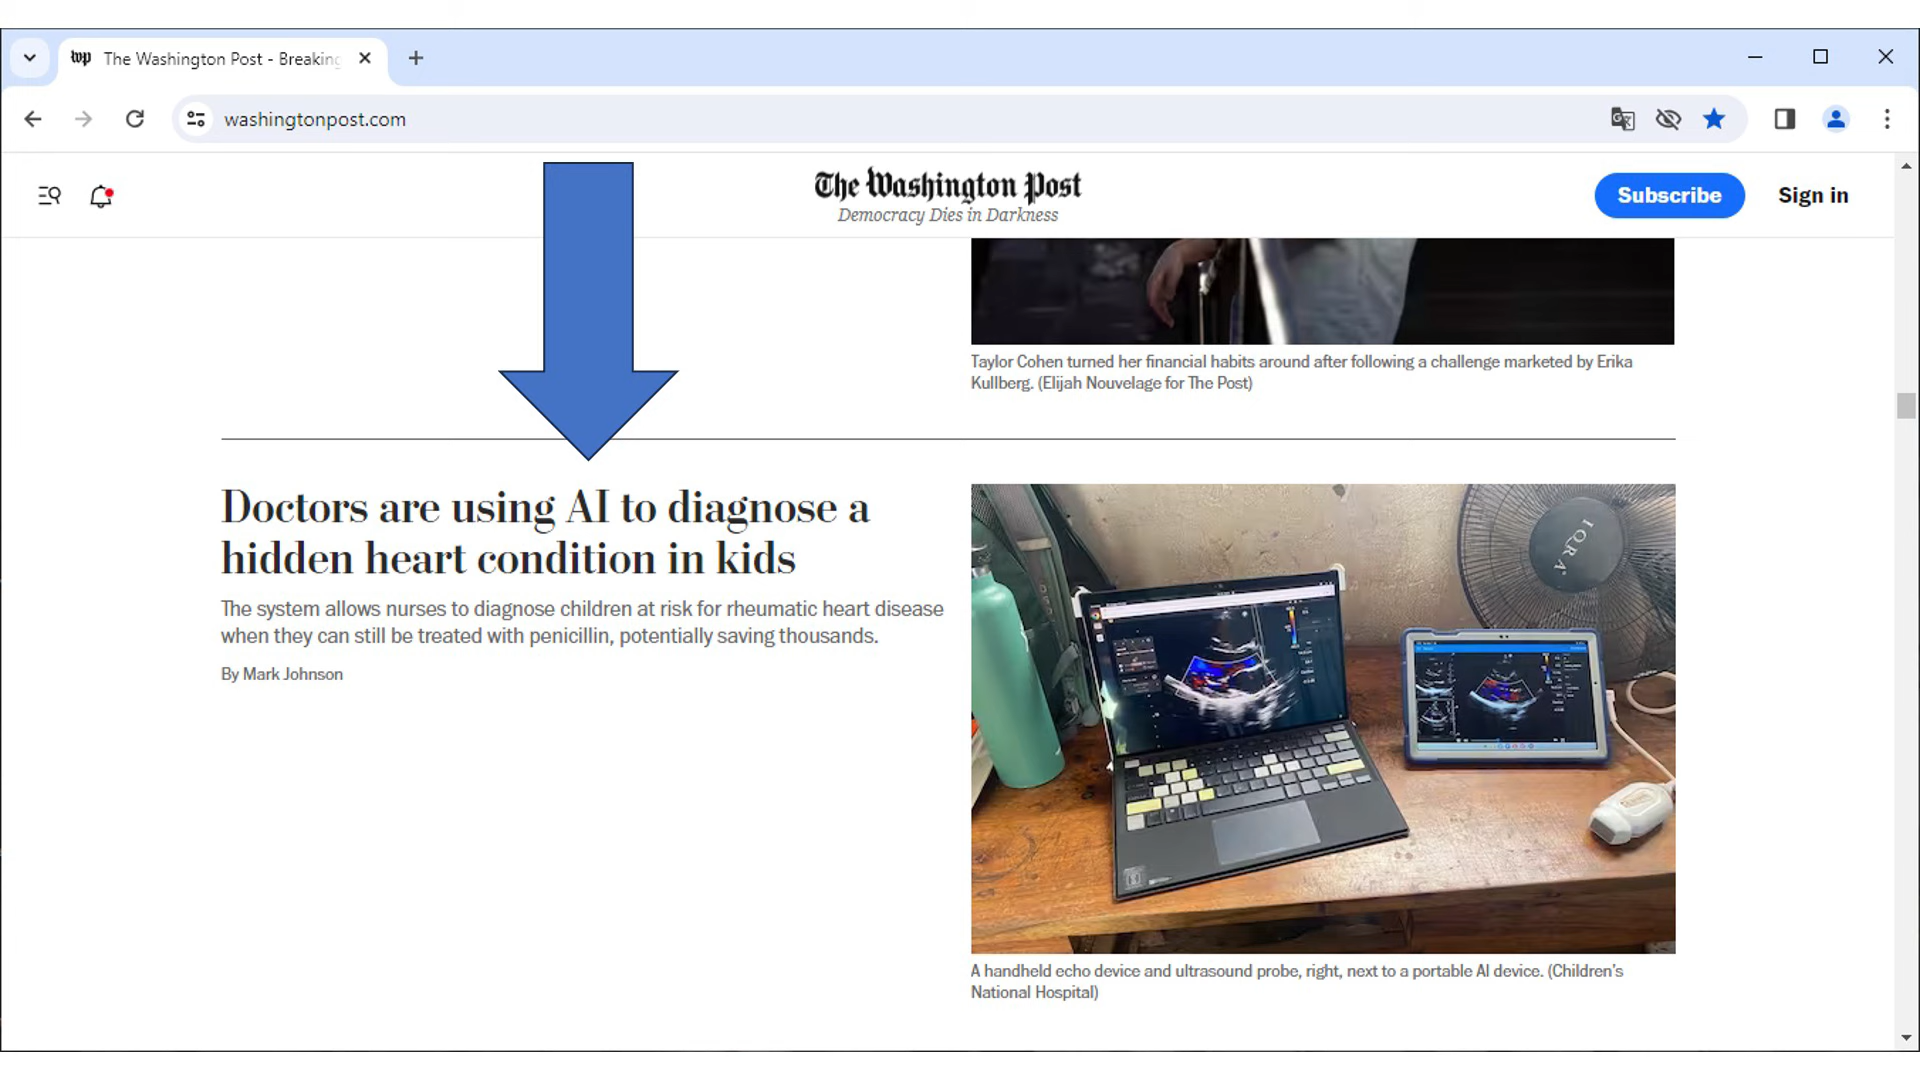 The Washington Post - Breaking
washingtonpost.com
The Washington Post
Democracy Dies in Darkness
Subscribe
Sign in
Taylor Cohen turned her financial habits around after following a challenge marketed by Erika
Kullberg. (Elijah Nouvelage for The Post)
Doctors are using AI to diagnose a
hidden heart condition in kids
The system allows nurses to diagnose children at risk for rheumatic heart disease
when they can still be treated with penicillin, potentially saving thousands.
By Mark Johnson
IQRA
A handheld echo device and ultrasound probe, right, next to a portable AI device. (Children's
National Hospital)